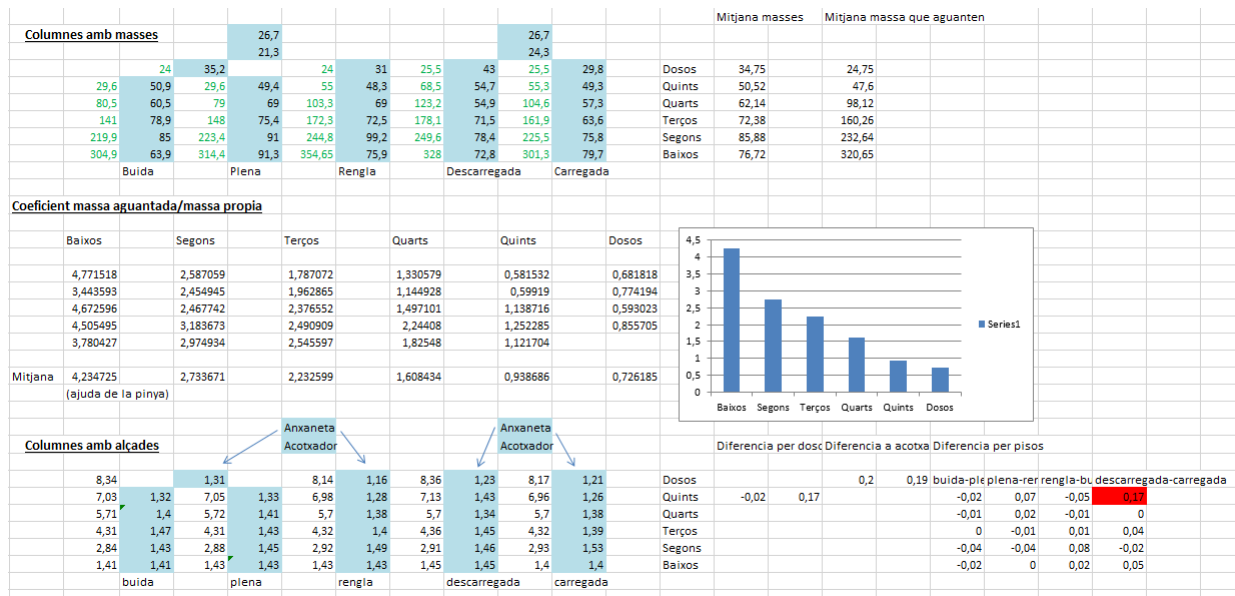 Mitjana masses Mitjana massa que aguanten
Columnes amb masses 26,7 26,7
21,3 24,3
24 35,2 24 31 25,5 43 25,5 29,8 Dosos 34,75 24,75
29,6 50,9 29,6 49,4 55 48,3 68,5 54,7 55,3 49,3 Quints 50,52 47,6
80,5 60,5 79 69 103,3 69 123,2 54,9 104,6 57,3 Quarts 62,14 98,12
141 78,9 148 75,4 172,3 72,5 178,1 71,5 161,9 63,6 Terços 72,38 160,26
219,9 85 223,4 91 244,8 99,2 249,6 78,4 225,5 75,8 Segons 85,88 232,64
304,9 63,9 314,4 91,3 354,65 75,9 328 72,8 301,3 79,7 Baixos 76,72 320,65
Buida Plena Rengla Descarregada Carregada
Coeficient massa aguantada/massa propia
Baixos Segons Terços Quarts Quints Dosos
4,771518 2,587059 1,787072 1,330579 0,581532 0,681818
3,443593 2,454945 1,962865 1,144928 0,59919 0,774194
4,672596 2,467742 2,376552 1,497101 1,138716 0,593023
4,505495 3,183673 2,490909 2,24408 1,252285 0,855705
3,780427 2,974934 2,545597 1,82548 1,121704
Mitjana 4,234725 2,733671 2,232599 1,608434 0,938686 0,726185
(ajuda de la pinya)
4,5
4
3,5
3
2,5
2
1,5
1
0,5
0
Baixos Segons Terços Quarts Quints Dosos
Series1
Anxaneta Anxaneta
Columnes amb alçades Acotxador Acotxador Diferencia per dosc Diferencia a acotxa Diferencia per pisos
8,34 1,31 8,14 1,16 8,36 1,23 8,17 1,21 Dosos 0,2 0,19 buida-ple plena-rer rengla-bu descarregada-carregada
7,03 1,32 7,05 1,33 6,98 1,28 7,13 1,43 6,96 1,26 Quints -0,02 0,17 -0,02 0,07 -0,05 0,17
5,71 1,4 5,72 1,41 5,7 1,38 5,7 1,34 5,7 1,38 Quarts -0,01 0,02 -0,01 0
4,31 1,47 4,31 1,43 4,32 1,4 4,36 1,45 4,32 1,39 Terços 0 -0,01 0,01 0,04
2,84 1,43 2,88 1,45 2,92 1,49 2,91 1,46 2,93 1,53 Segons -0,04 -0,04 0,08 -0,02
1,41 1,41 1,43 1,43 1,43 1,43 1,45 1,45 1,4 1,4 Baixos -0,02 0 0,02 0,05
buida plena rengla descarregada carregada